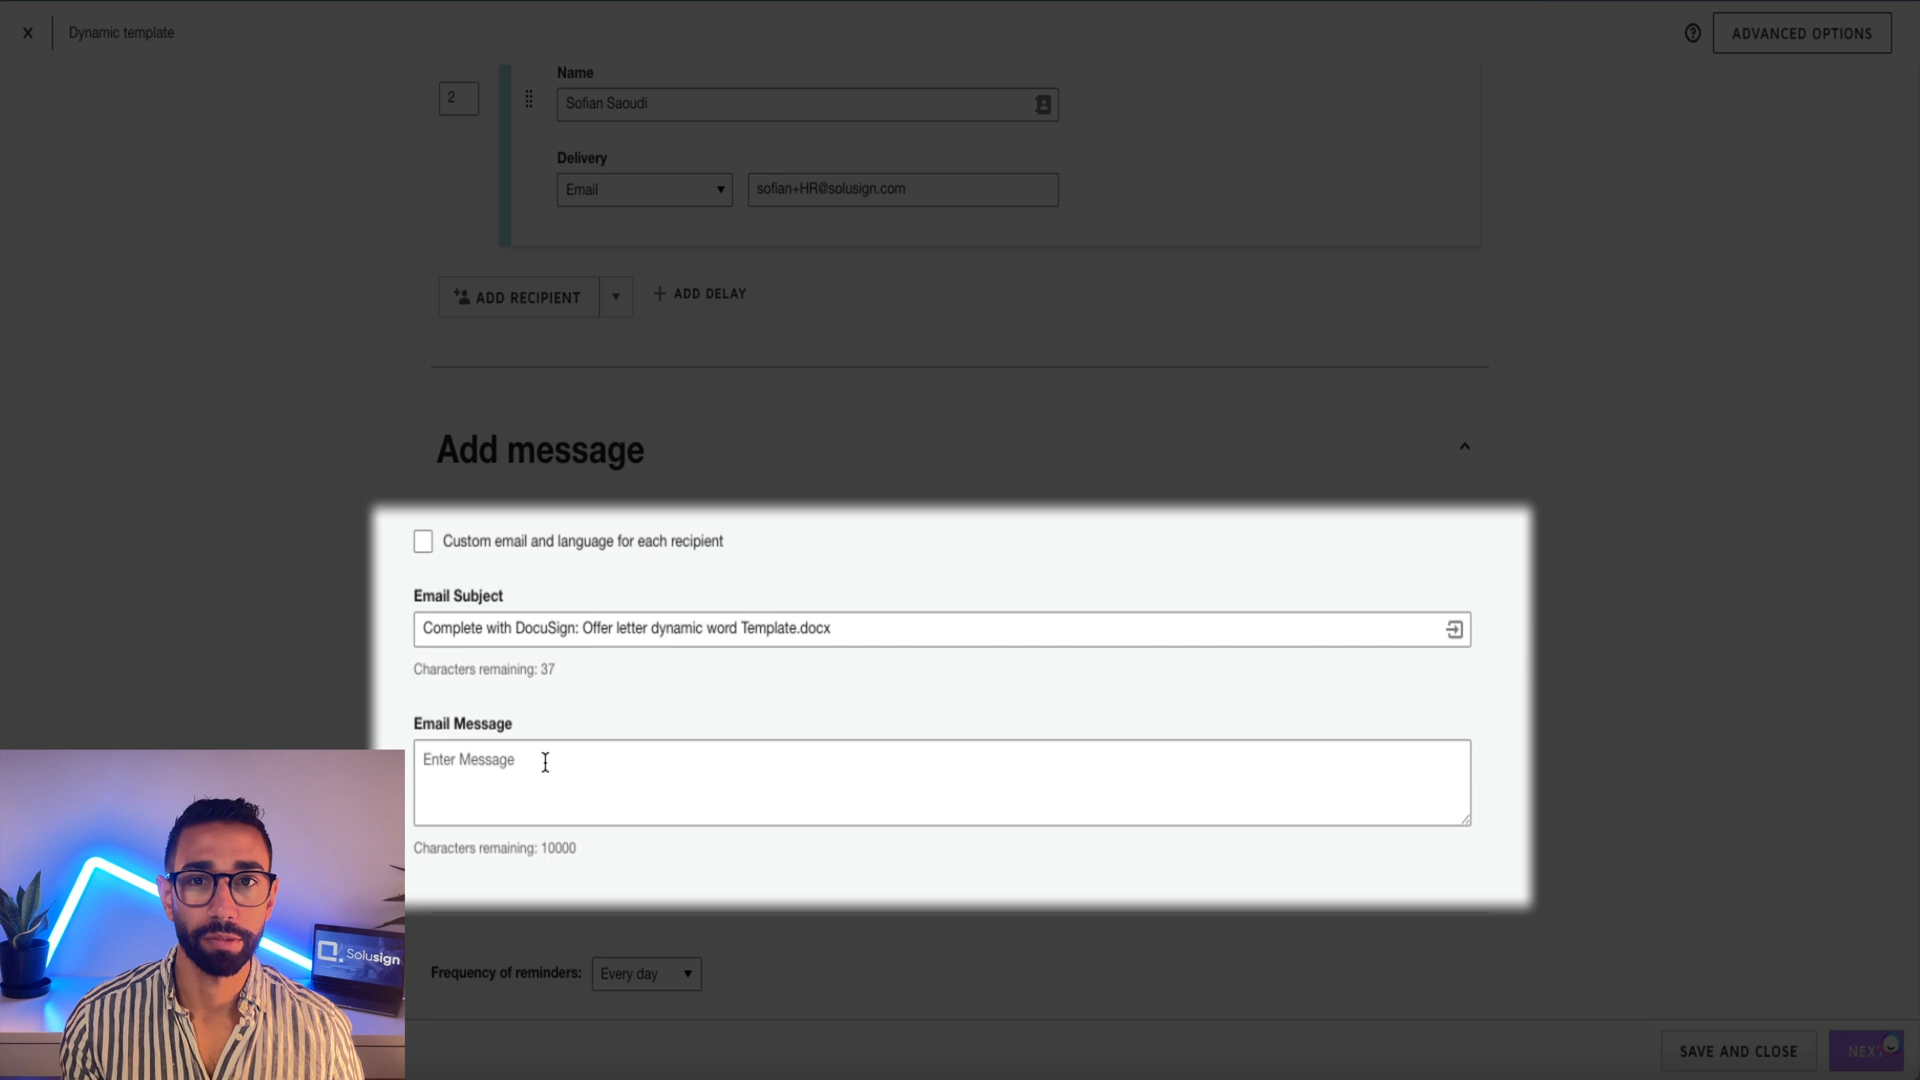 Dynamic template
ADVANCED OPTIONS
Name
2
Sofian Saoudi
Delivery
Email
sofian+HR@solusign.com
ADD RECIPIENT
ADD DELAY
Add message
Custom email and language for each recipient
Email Subject
Complete with DocuSign: Offer letter dynamic word Template.docx
Characters remaining: 37
Email Message
Enter Message
Characters remaining: 10000
Solusign
Frequency of reminders:
Every day
SAVE AND CLOSE
NEXT